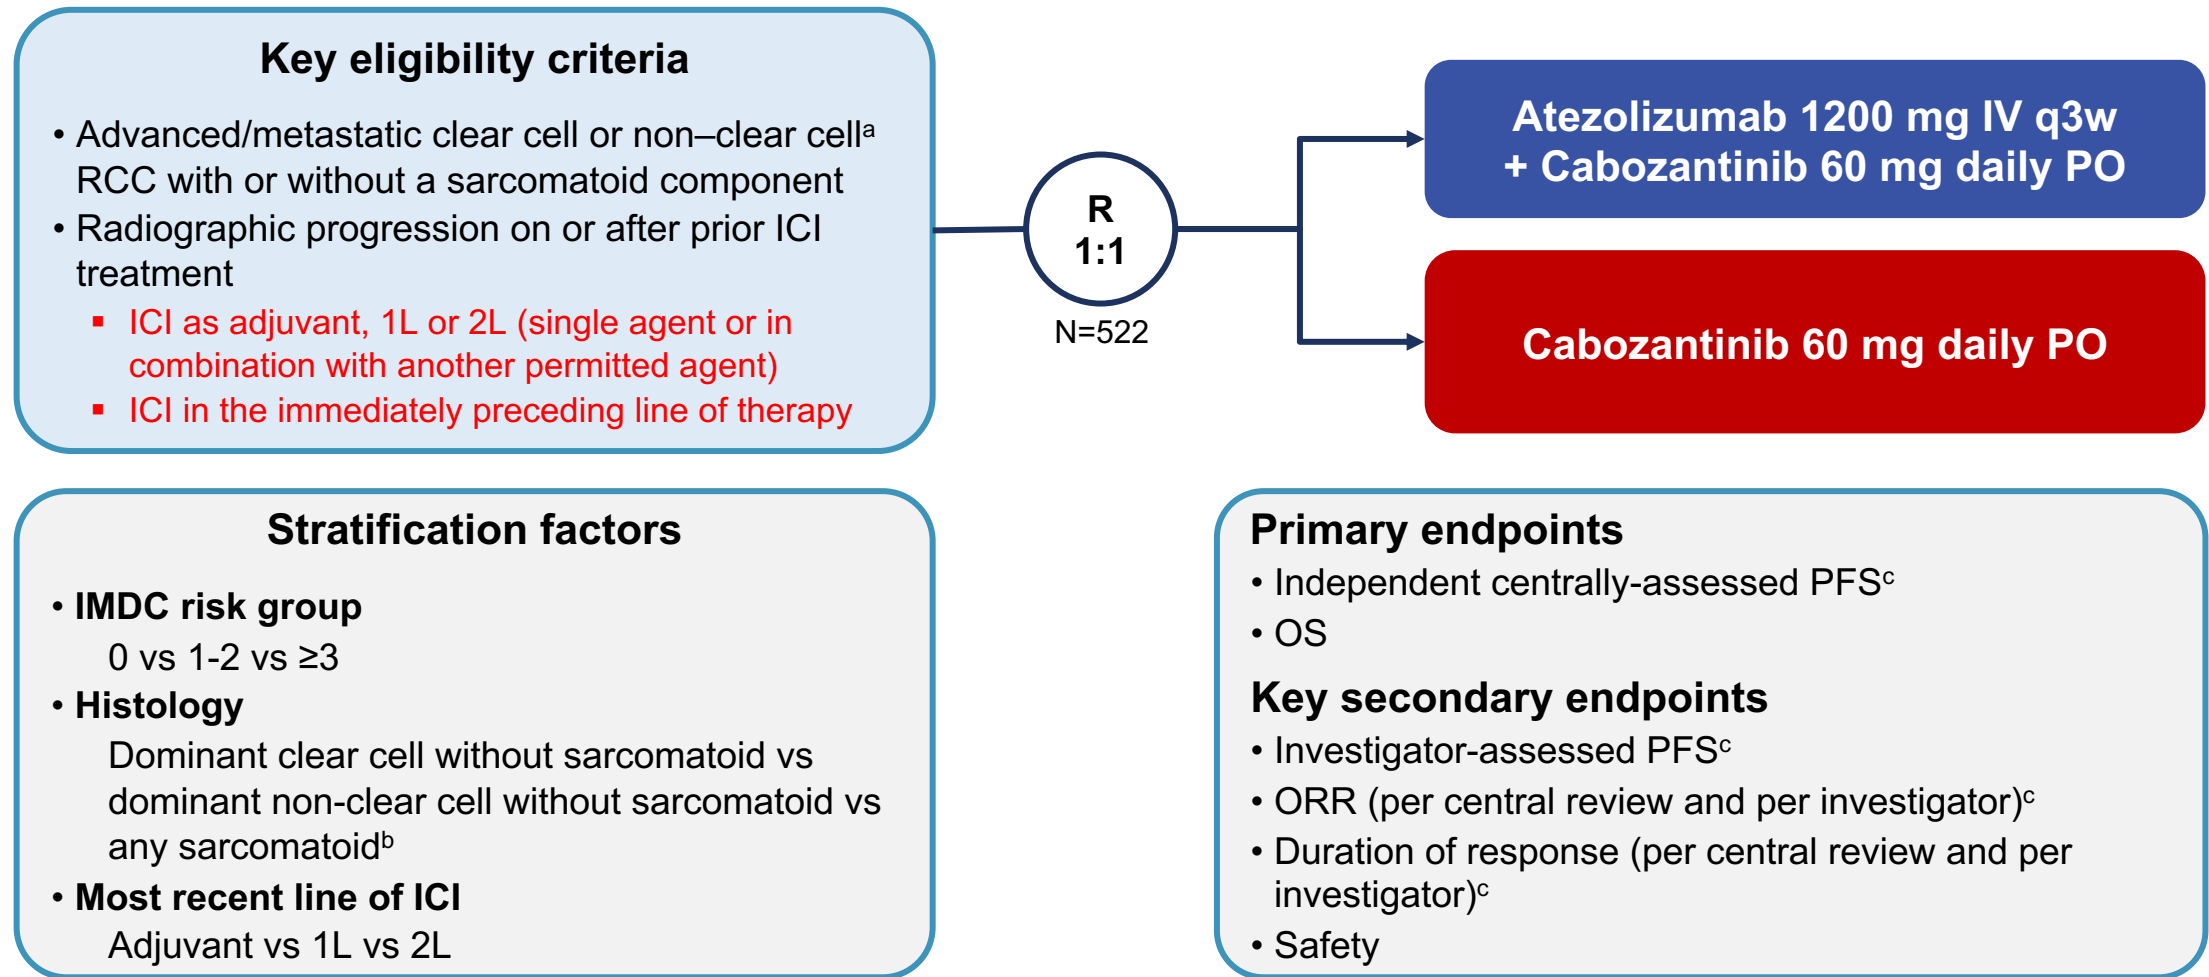 Key eligibility criteria
• Advanced/metastatic clear cell or non–clear cellᵃ
RCC with or without a sarcomatoid component
• Radiographic progression on or after prior ICI
treatment
▪ ICI as adjuvant, 1L or 2L (single agent or in
combination with another permitted agent)
▪ ICI in the immediately preceding line of therapy
R
1:1
N=522
Atezolizumab 1200 mg IV q3w
+ Cabozantinib 60 mg daily PO
Cabozantinib 60 mg daily PO
Stratification factors
• IMDC risk group
0 vs 1-2 vs ≥3
• Histology
Dominant clear cell without sarcomatoid vs
dominant non-clear cell without sarcomatoid vs
any sarcomatoidᵇ
• Most recent line of ICI
Adjuvant vs 1L vs 2L
Primary endpoints
• Independent centrally-assessed PFSᶜ
• OS
Key secondary endpoints
• Investigator-assessed PFSᶜ
• ORR (per central review and per investigator)ᶜ
• Duration of response (per central review and per
investigator)ᶜ
• Safety